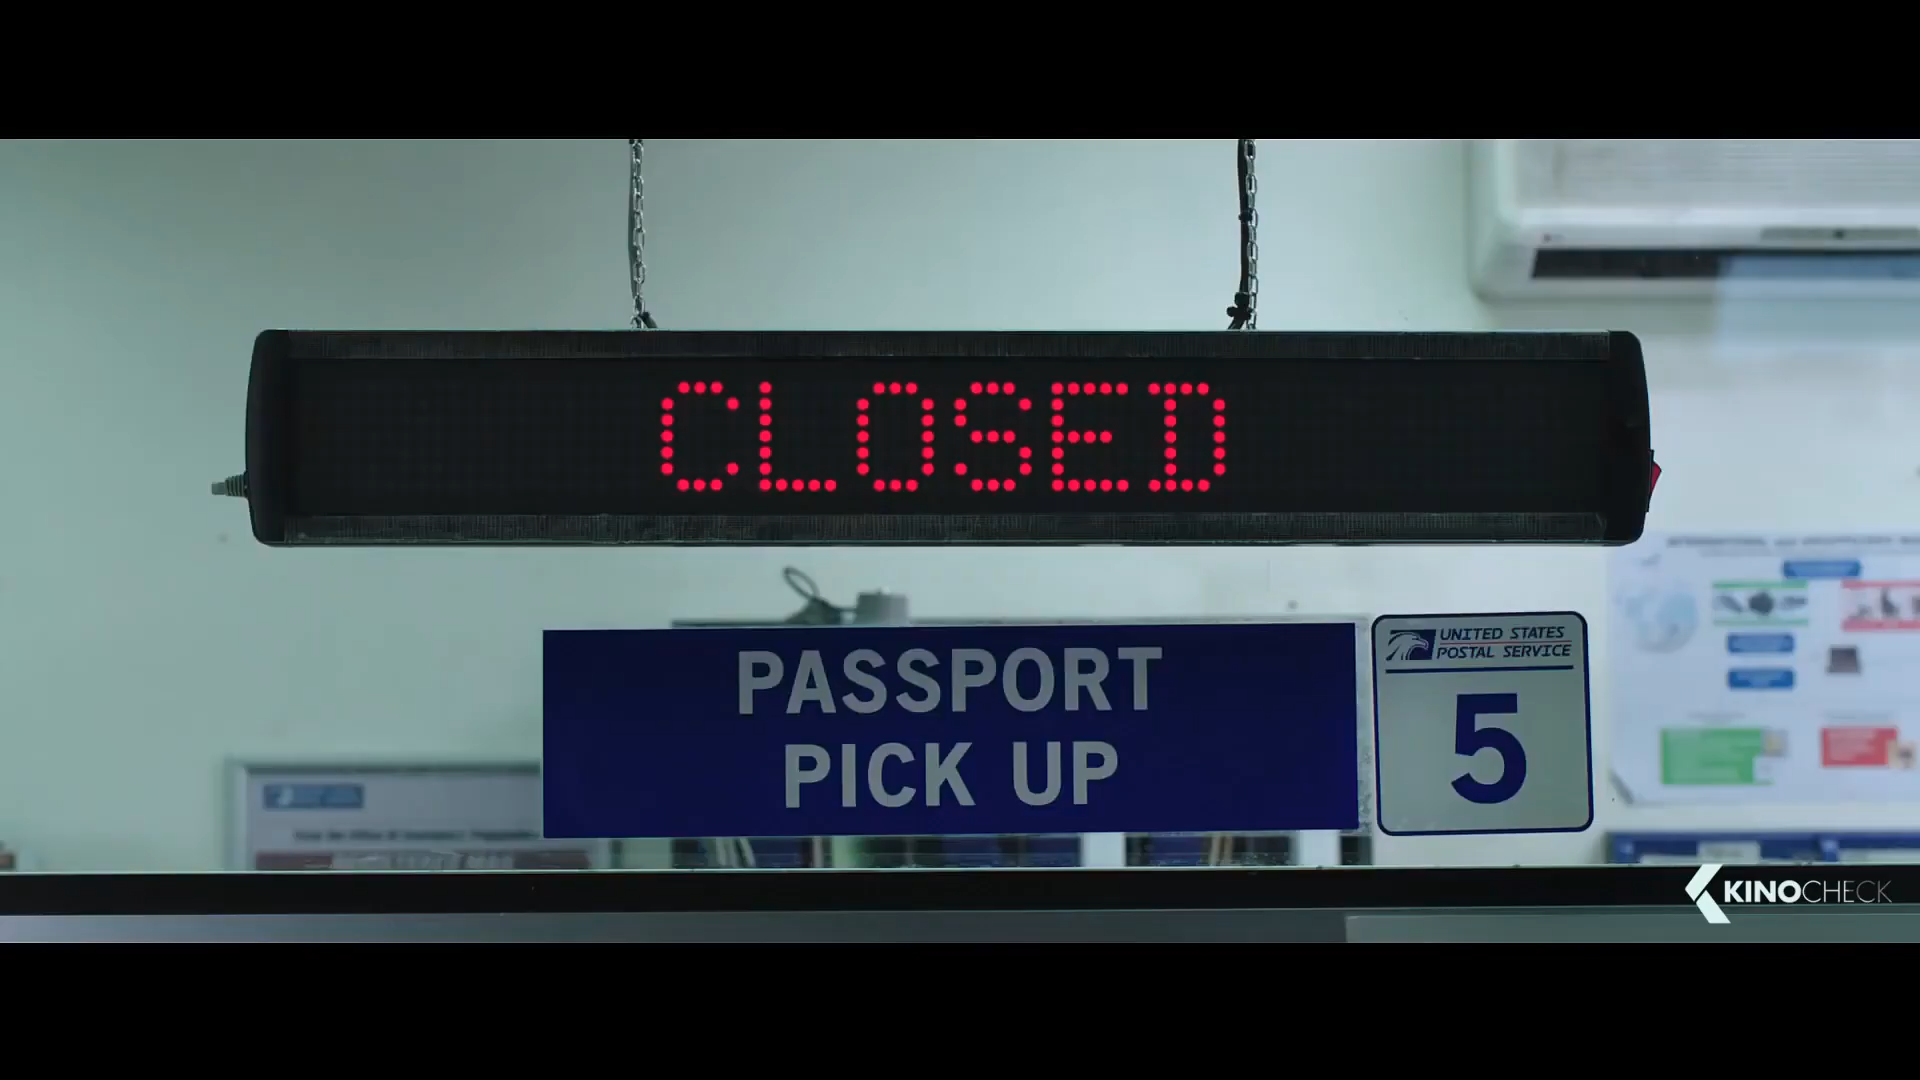 CLOSED
PASSPORT
PICK UP
UNITED STATES
POSTAL SERVICE
5
KINOCHECK